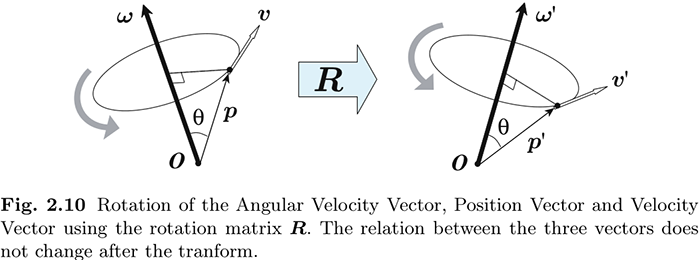 ω
v
θ
p
O
R
ω'
v'
θ
p'
O
Fig. 2.10 Rotation of the Angular Velocity Vector, Position Vector and Velocity
Vector using the rotation matrix R. The relation between the three vectors does
not change after the tranform.